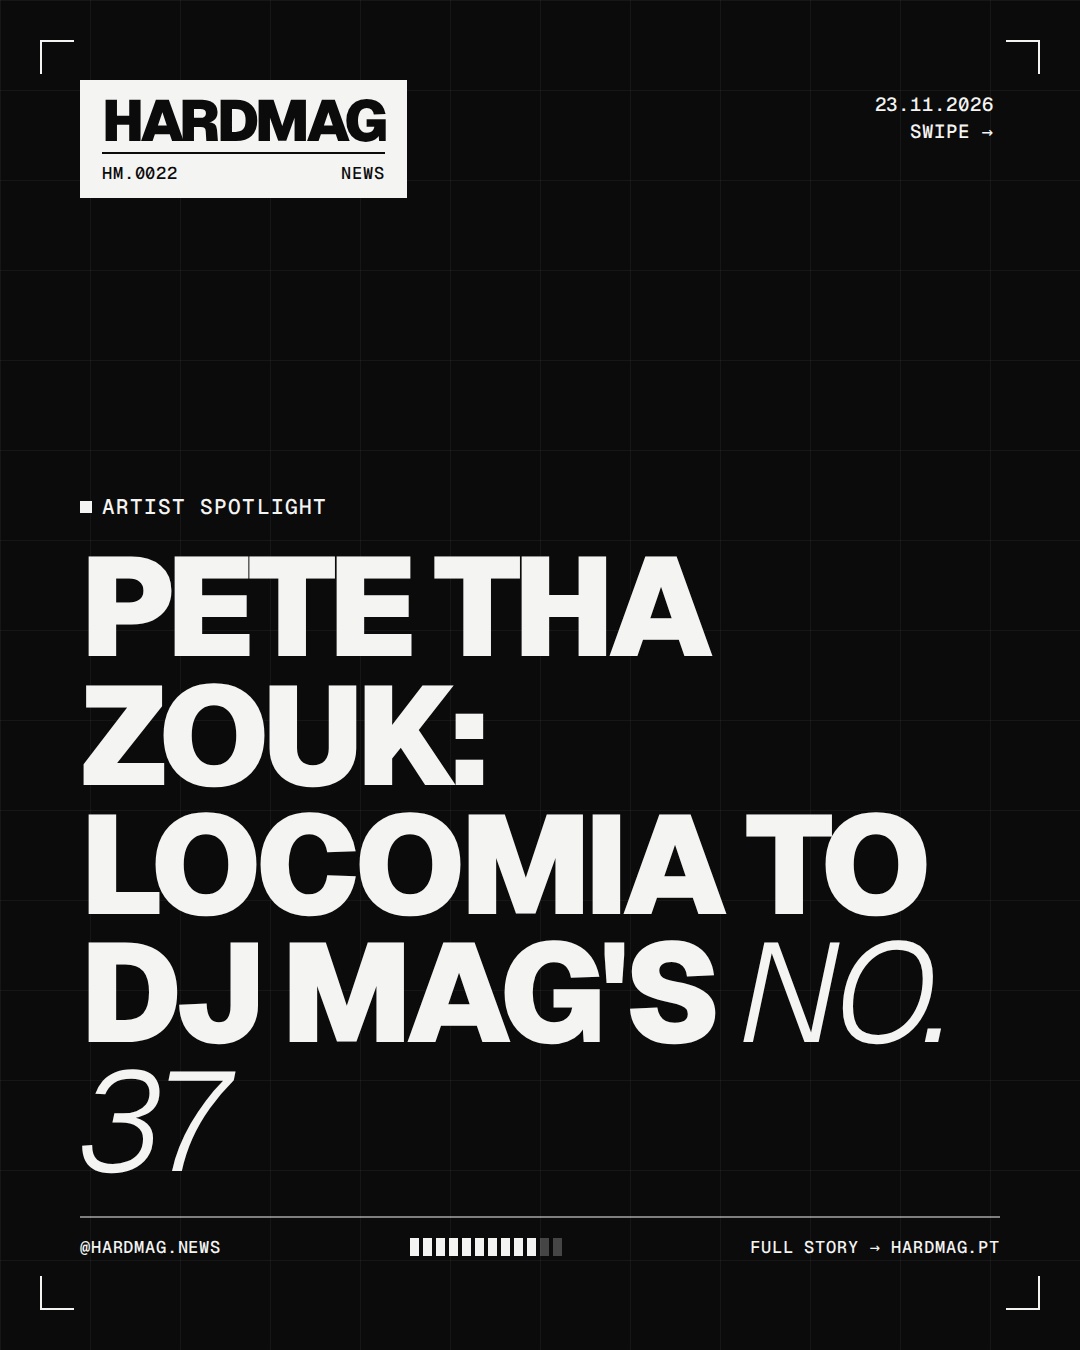 HARDMAG
HM.0022 NEWS
23.11.2026
SWIPE →
ARTIST SPOTLIGHT
PETE THA
ZOUK:
LOCOMIA TO
DJ MAG'S NO.
37
@HARDMAG.NEWS
FULL STORY → HARDMAG.PT